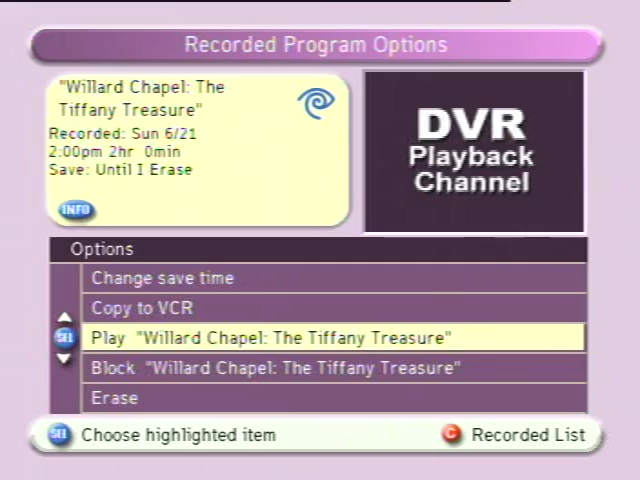 Recorded Program Options
"Willard Chapel: The
Tiffany Treasure"
Recorded: Sun 6/21
2:00pm 2hr 0min
Save: Until I Erase
INFO
DVR
Playback
Channel
Options
Change save time
Copy to VCR
SEL
Play "Willard Chapel: The Tiffany Treasure"
Block "Willard Chapel: The Tiffany Treasure"
Erase
SEL Choose highlighted item
C Recorded List